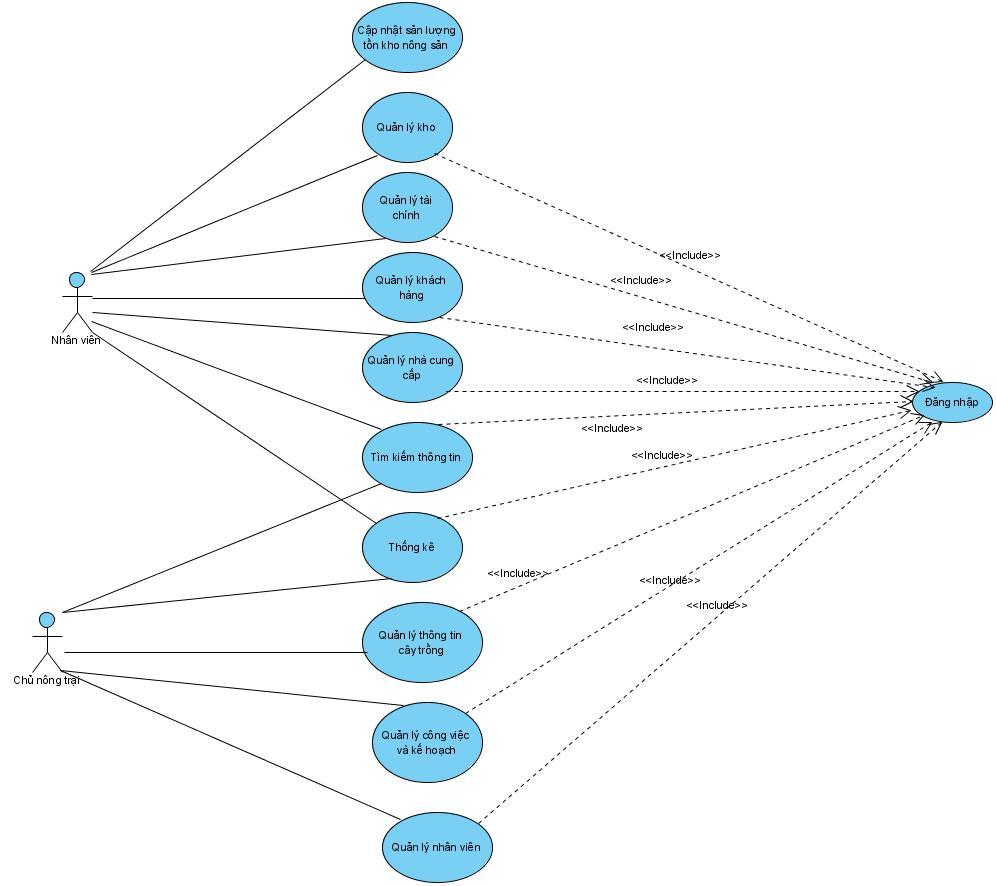 Cập nhật sản lượng
tồn kho nông sản
Quản lý kho
Quản lý tài
chính
<<Include>>
Quản lý khách
hàng
<<Include>>
Nhân viên
<<Include>>
Quản lý nhà cung
cấp
<<Include>>
Đăng nhập
<<Include>>
Tìm kiếm thông tin
<<Include>>
Thống kê
<<Include>>
Quản lý thông tin
cây trồng
<<Include>>
<<Include>>
Chủ nông trại
Quản lý công việc
và kế hoạch
Quản lý nhân viên